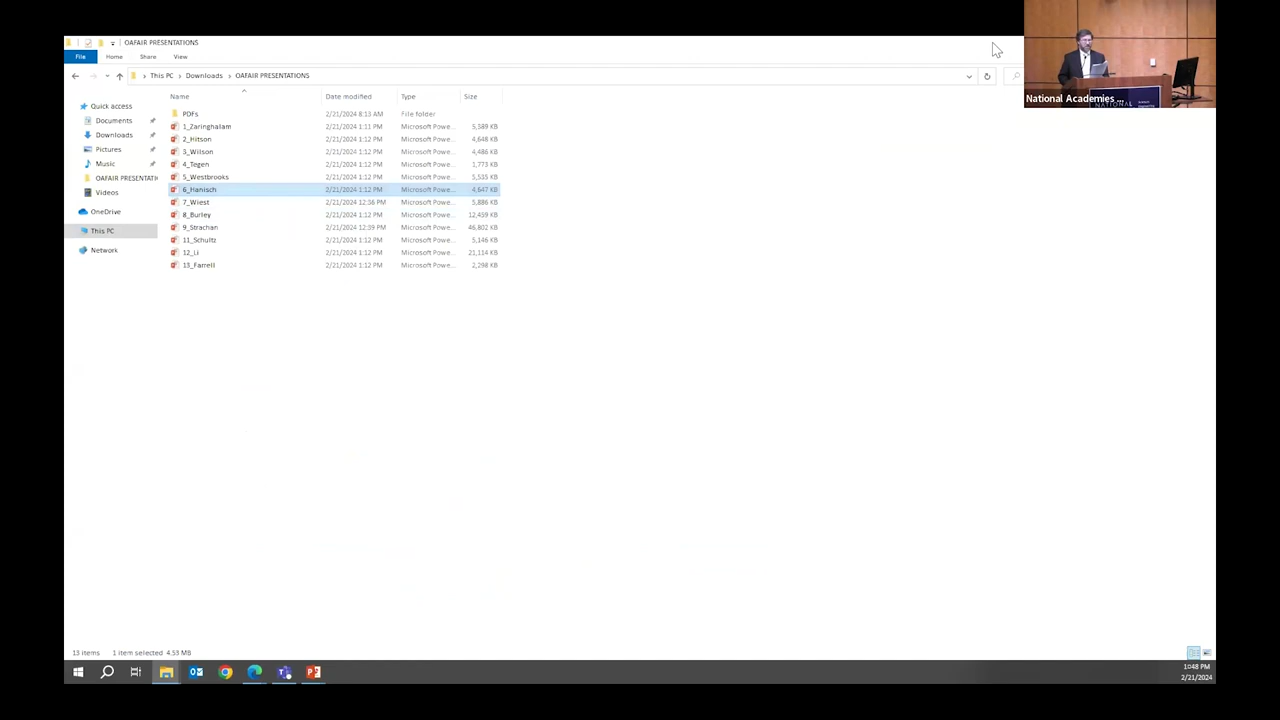 OAFAIR PRESENTATIONS
File Home Share View
This PC Downloads OAFAIR PRESENTATIONS
National Academies ...
NATIONAL
Name Date modified Type Size
Quick access
Documents
Downloads
Pictures
Music
OAFAIR PRESENTATI
Videos
OneDrive
This PC
Network
PDFs 2/21/2024 8:13 AM File folder
1_Zaringhalam 2/21/2024 1:11 PM Microsoft Powe... 5,389 KB
2_Hitson 2/21/2024 1:12 PM Microsoft Powe... 4,648 KB
3_Wilson 2/21/2024 1:12 PM Microsoft Powe... 4,486 KB
4_Tegen 2/21/2024 1:12 PM Microsoft Powe... 1,773 KB
5_Westbrooks 2/21/2024 1:12 PM Microsoft Powe... 5,535 KB
6_Hanisch 2/21/2024 1:12 PM Microsoft Powe... 4,647 KB
7_Wiest 2/21/2024 12:36 PM Microsoft Powe... 5,886 KB
8_Burley 2/21/2024 1:12 PM Microsoft Powe... 12,459 KB
9_Strachan 2/21/2024 12:39 PM Microsoft Powe... 46,802 KB
11_Schultz 2/21/2024 1:12 PM Microsoft Powe... 5,146 KB
12_Li 2/21/2024 1:12 PM Microsoft Powe... 21,114 KB
13_Farrell 2/21/2024 1:12 PM Microsoft Powe... 2,298 KB
13 items 1 item selected 4.53 MB
1:48 PM
2/21/2024